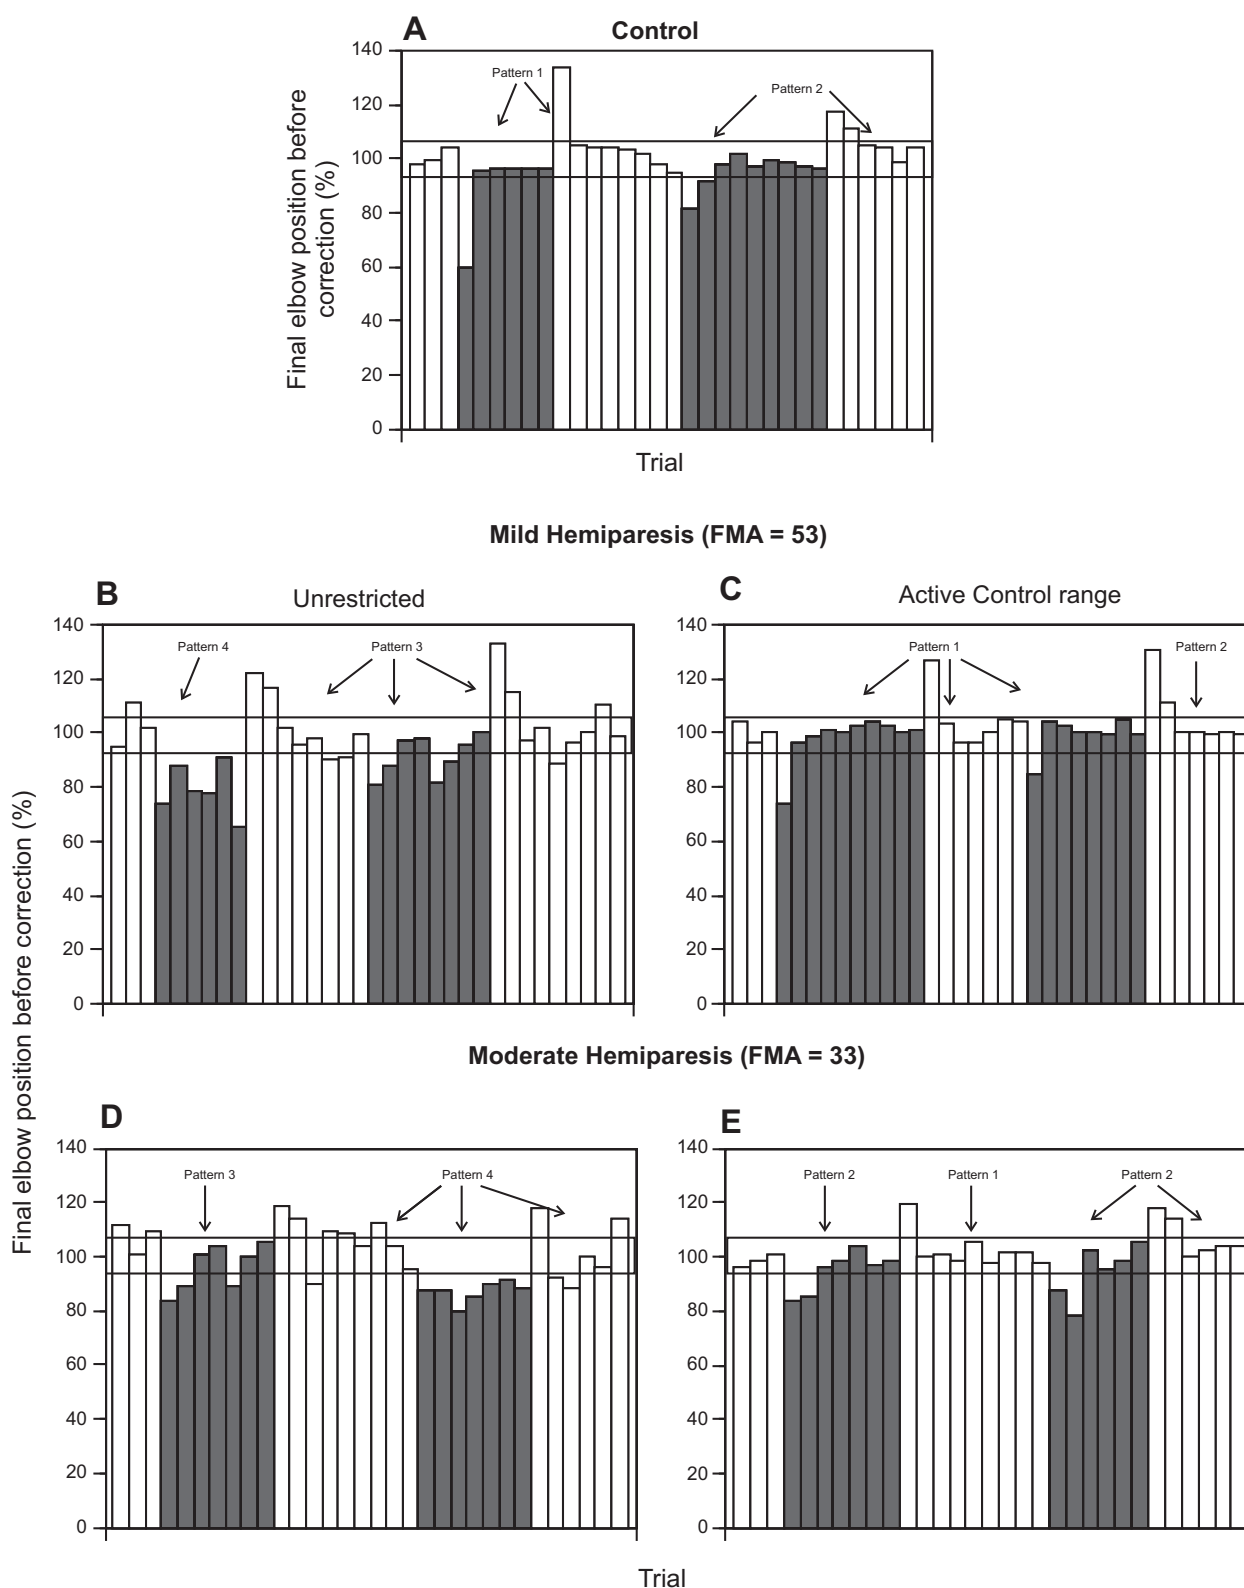 A
Control
140
120
100
80
60
40
20
0
Pattern 1
Pattern 2
Final elbow position before
correction (%)
Trial
Mild Hemiparesis (FMA = 53)
B
Unrestricted
140
120
100
80
60
40
20
0
Pattern 4
Pattern 3
C
Active Control range
140
120
100
80
60
40
20
0
Pattern 1
Pattern 2
Final elbow position before correction (%)
Moderate Hemiparesis (FMA = 33)
D
140
120
100
80
60
40
20
0
Pattern 3
Pattern 4
E
140
120
100
80
60
40
20
0
Pattern 2
Pattern 1
Pattern 2
Trial